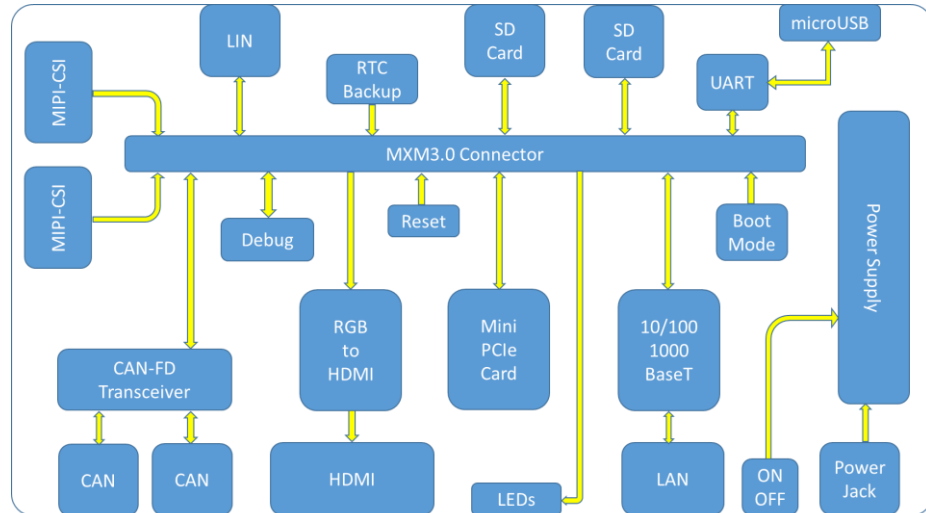 MIPI-CSI
LIN
RTC
Backup
SD
Card
SD
Card
microUSB
UART
MXM3.0 Connector
MIPI-CSI
Debug
Reset
Boot
Mode
Power Supply
CAN-FD
Transceiver
RGB
to
HDMI
Mini
PCIe
Card
10/100
1000
BaseT
CAN
CAN
HDMI
LEDs
LAN
ON
OFF
Power
Jack